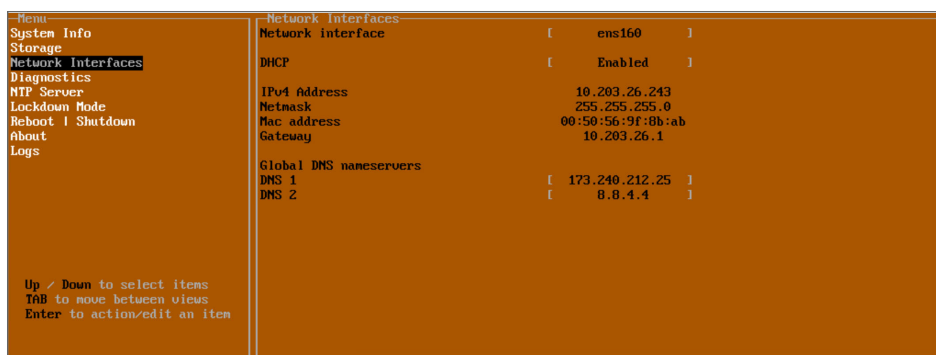 Menu
System Info
Storage
Network Interfaces
Diagnostics
NTP Server
Lockdown Mode
Reboot | Shutdown
About
Logs
Up / Down to select items
TAB to move between views
Enter to action/edit an item
Network Interfaces
Network interface [ ens160 ]
DHCP [ Enabled ]
IPv4 Address 10.203.26.243
Netmask 255.255.255.0
Mac address 00:50:56:9f:8b:ab
Gateway 10.203.26.1
Global DNS nameservers
DNS 1 [ 173.240.212.25 ]
DNS 2 [ 8.8.4.4 ]